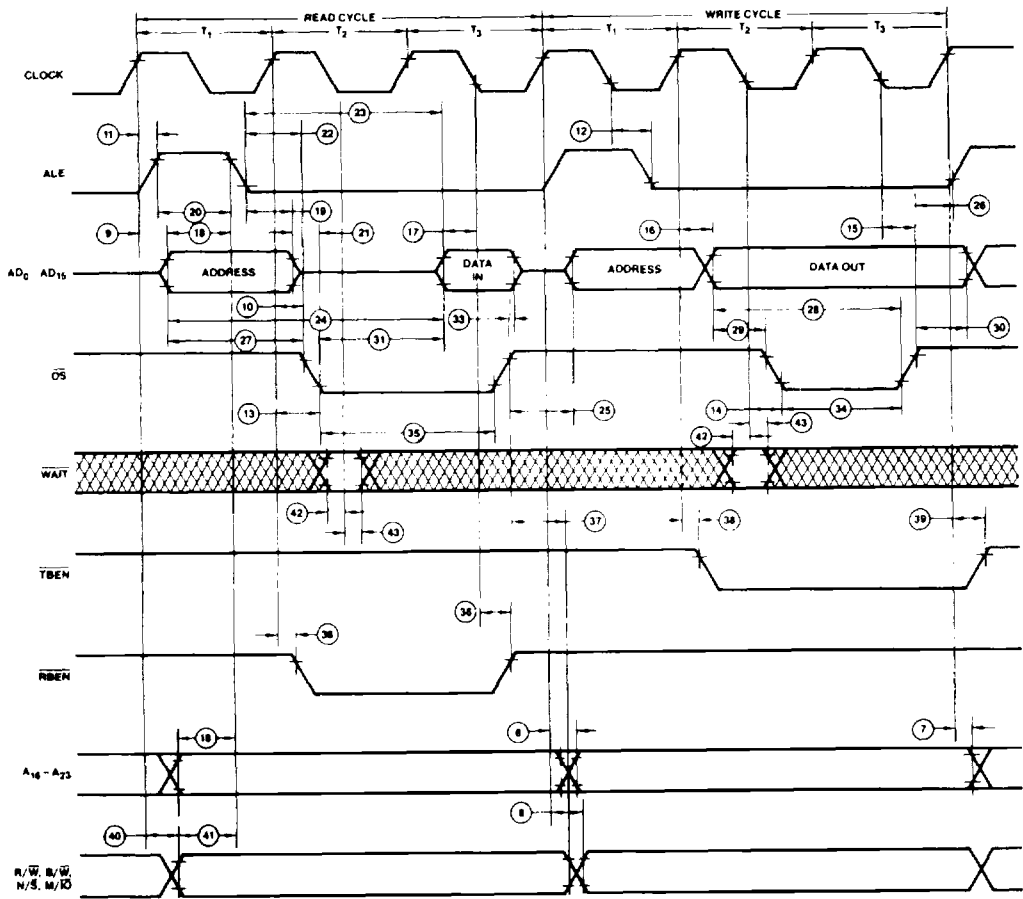 READ CYCLE WRITE CYCLE
T1 T2 T3 T1 T2 T3
CLOCK
23
11 22 12
ALE
20 19 26
9 18 21 17 16 15
AD0 AD15 ADDRESS DATA IN ADDRESS DATA OUT
10 28
24 33
27 31 29 30
DS
13 25 14 34
35 42 43
WAIT
42 43
37 38 39
TBEN
36 36
RBEN
18 6 7
A16 - A23
8
40 41
R/W, B/W,
N/S, M/IO